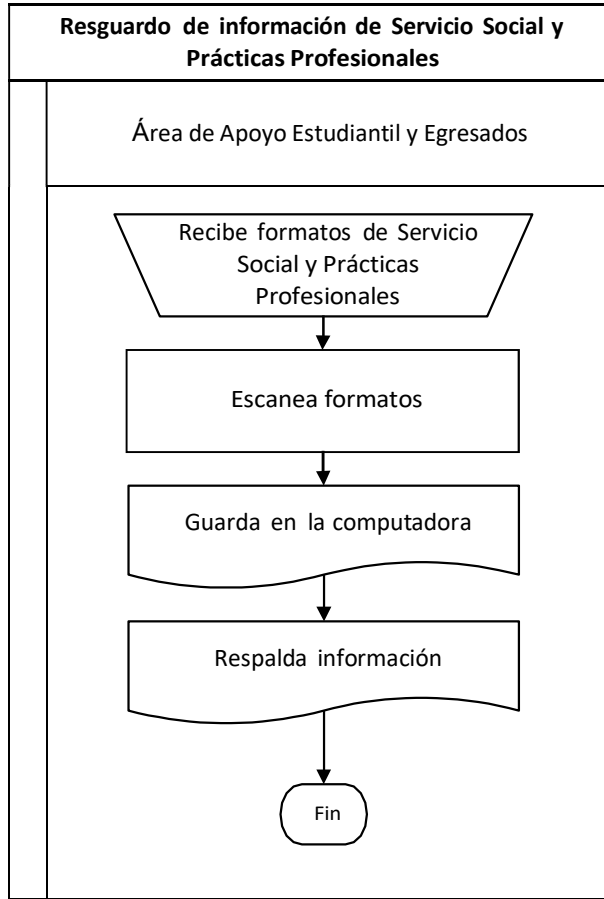 Resguardo de información de Servicio Social y
Prácticas Profesionales
Área de Apoyo Estudiantil y Egresados
Recibe formatos de Servicio
Social y Prácticas
Profesionales
Escanea formatos
Guarda en la computadora
Respalda información
Fin